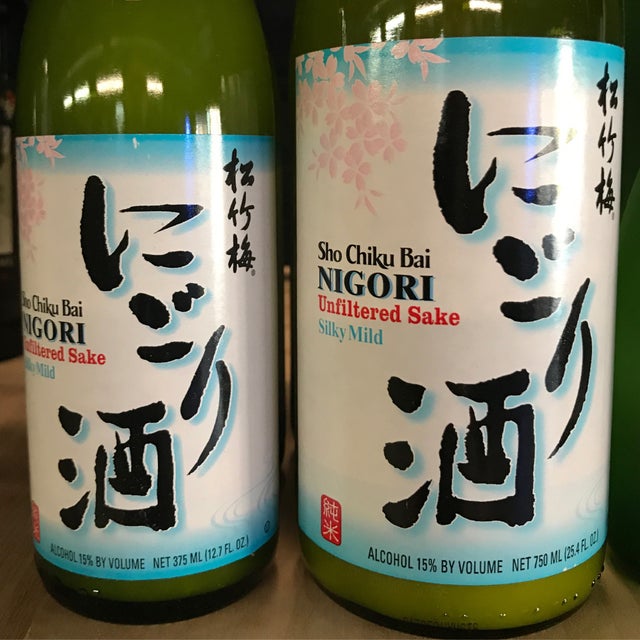 松竹梅®
にごり
酒
Sho Chiku Bai
NIGORI
Unfiltered Sake
Silky Mild
ALCOHOL 15% BY VOLUME NET 375 ML (12.7 FL. OZ.)
松竹梅
にごり
酒
Sho Chiku Bai
NIGORI
Unfiltered Sake
Silky Mild
純米
ALCOHOL 15% BY VOLUME NET 750 ML (25.4 FL. OZ.)